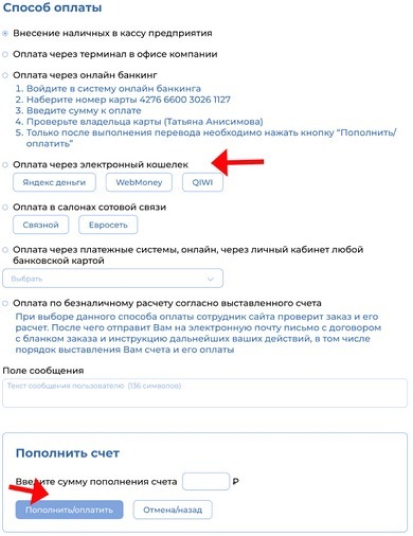 Способ оплаты
Внесение наличных в кассу предприятия
Оплата через терминал в офисе компании
Оплата через онлайн банкинг
1. Войдите в систему онлайн банкинга
2. Наберите номер карты 4276 6600 3026 1127
3. Введите сумму к оплате
4. Проверьте владельца карты (Татьяна Анисимова)
5. Только после выполнения перевода необходимо нажать кнопку "Пополнить/
оплатить"
Оплата через электронный кошелек
Яндекс деньги WebMoney QIWI
Оплата в салонах сотовой связи
Связной Евросеть
Оплата через платежные системы, онлайн, через личный кабинет любой
банковской картой
Выбрать
Оплата по безналичному расчету согласно выставленного счета
При выборе данного способа оплаты сотрудник сайта проверит заказ и его
расчет. После чего отправит Вам на электронную почту письмо с договором
с бланком заказа и инструкцию дальнейших ваших действий, в том числе
порядок выставления Вам счета и его оплаты
Поле сообщения
Текст сообщения пользователю (136 символов)
Пополнить счет
Введите сумму пополнения счета ₽
Пополнить/оплатить Отмена/назад